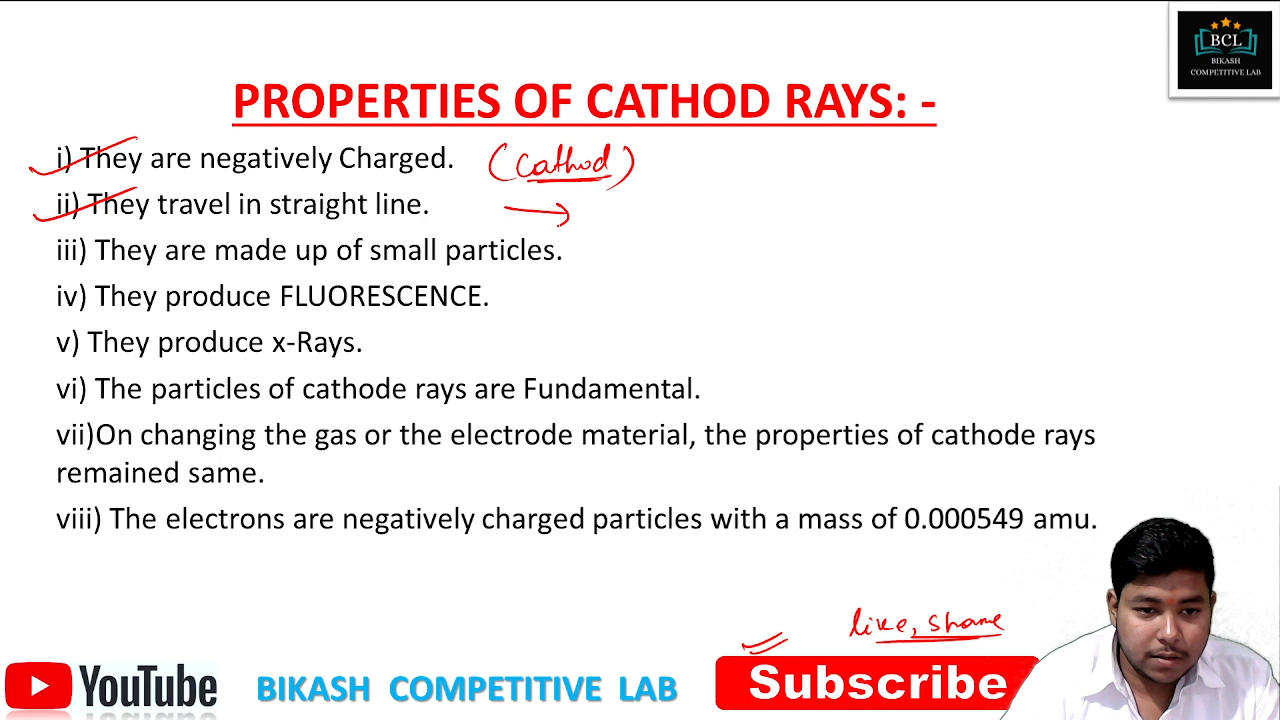 BCL
BIKASH
COMPETITIVE LAB
PROPERTIES OF CATHOD RAYS: -
i) They are negatively Charged. (Cathod)
ii) They travel in straight line.
iii) They are made up of small particles.
iv) They produce FLUORESCENCE.
v) They produce x-Rays.
vi) The particles of cathode rays are Fundamental.
vii)On changing the gas or the electrode material, the properties of cathode rays
remained same.
viii) The electrons are negatively charged particles with a mass of 0.000549 amu.
like,
YouTube BIKASH COMPETITIVE LAB Subscribe